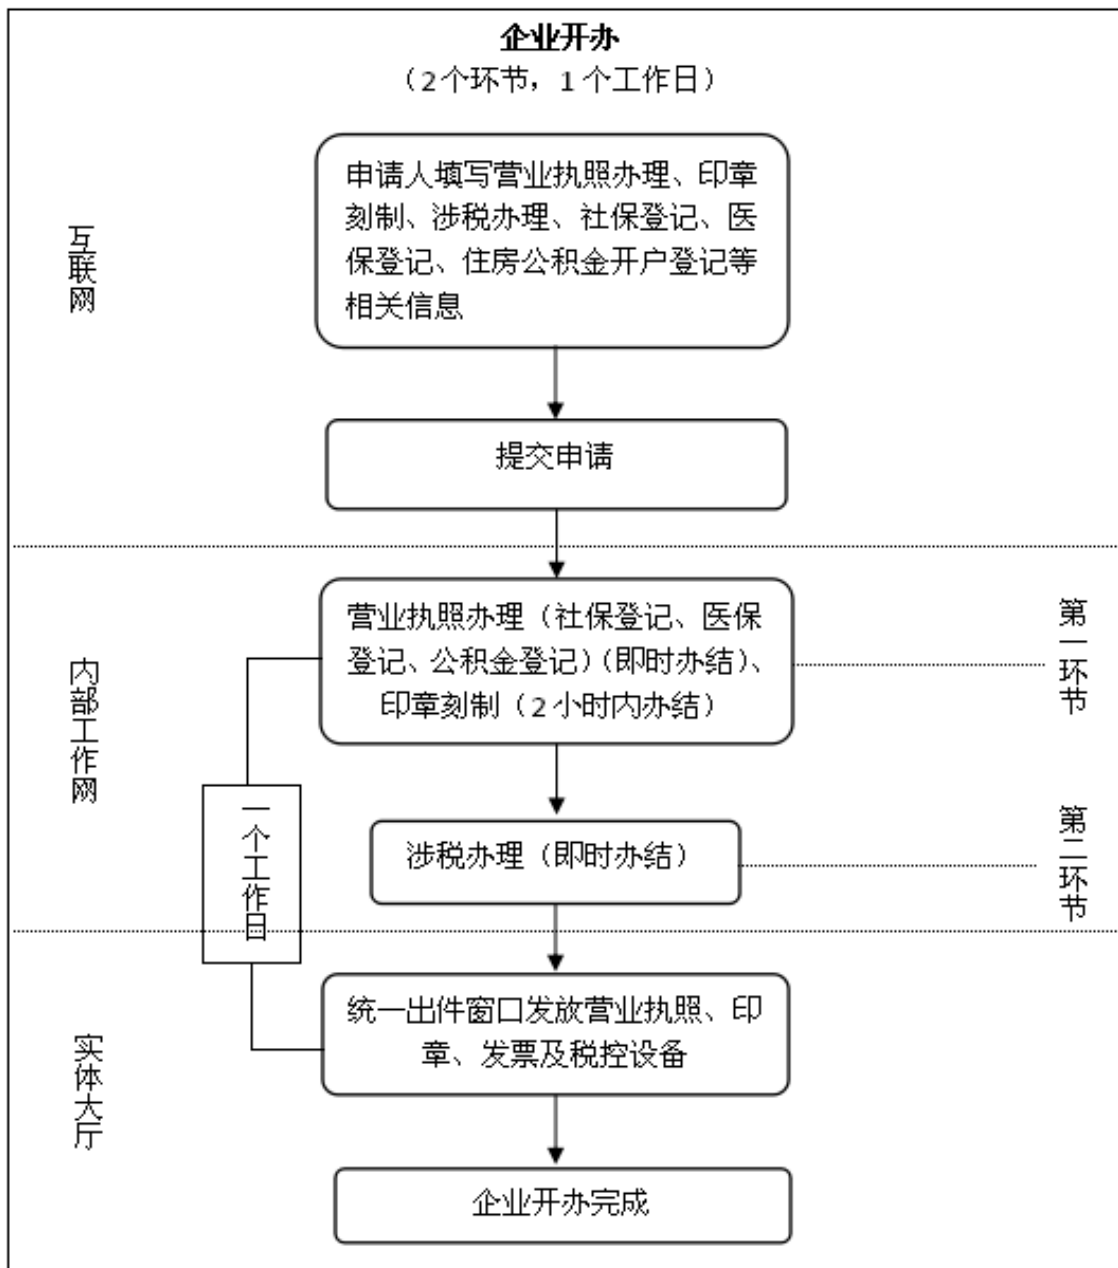 企业开办
（2个环节，1个工作日）
申请人填写营业执照办理、印章
刻制、涉税办理、社保登记、医
保登记、住房公积金开户登记等
相关信息
互联网
提交申请
营业执照办理（社保登记、医保
登记、公积金登记）（即时办结）、
印章刻制（2小时内办结）
第一环节
内部工作网
一个工作日
涉税办理（即时办结）
第二环节
统一出件窗口发放营业执照、印
章、发票及税控设备
实体大厅
企业开办完成